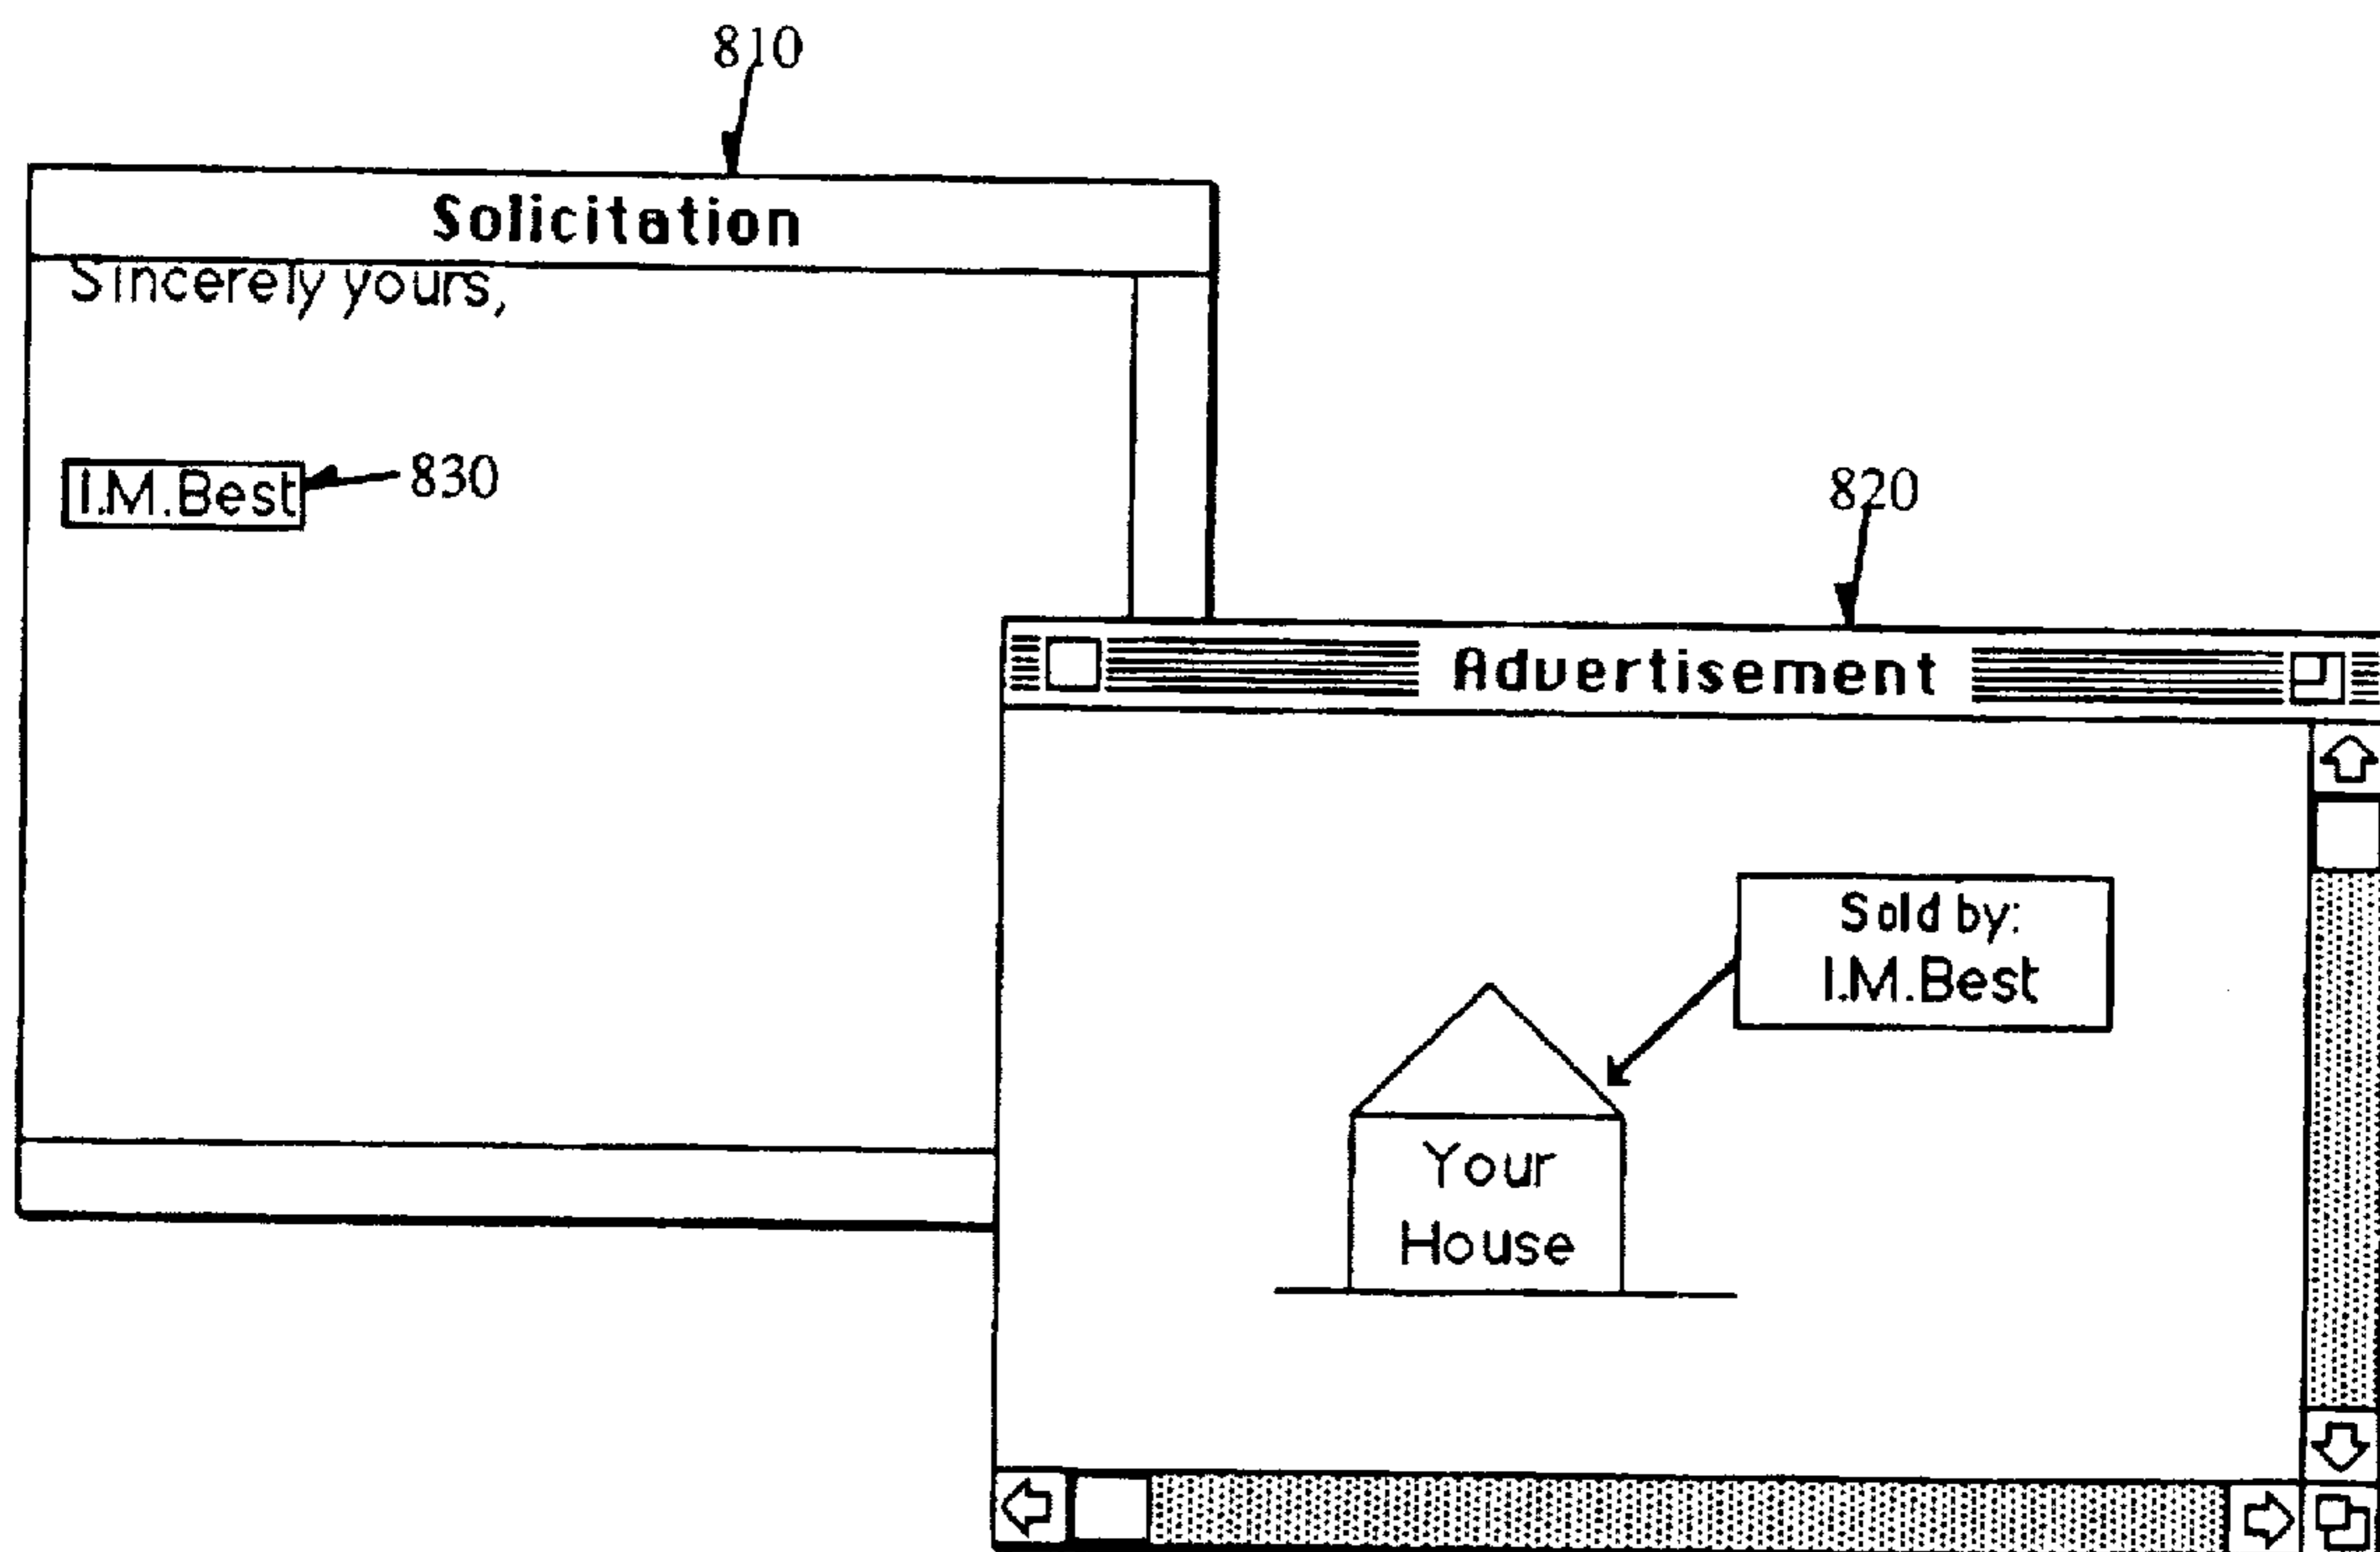 810
Solicitation
Sincerely yours,
I.M.Best
830
820
Advertisement
Sold by:
I.M.Best
Your
House